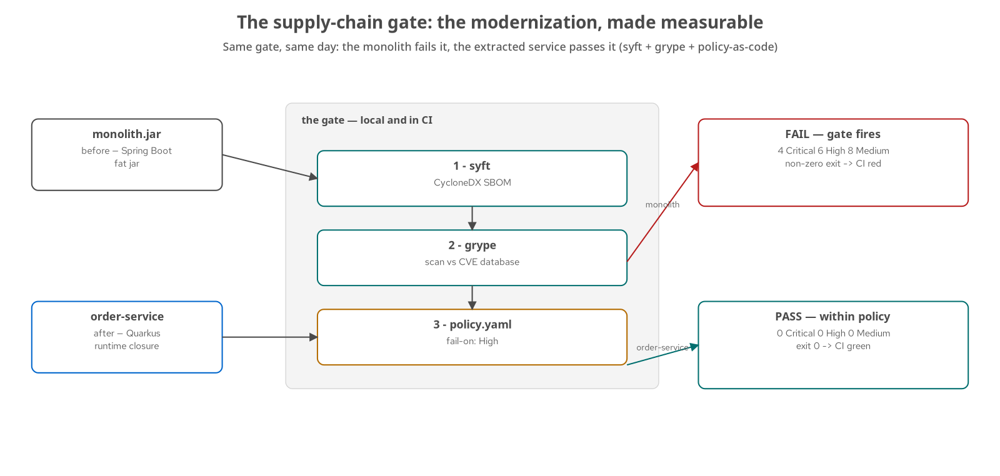 The supply-chain gate: the modernization, made measurable
Same gate, same day: the monolith fails it, the extracted service passes it (syft + grype + policy-as-code)
the gate — local and in CI
monolith.jar
before — Spring Boot
fat jar
1 - syft
CycloneDX SBOM
FAIL — gate fires
4 Critical 6 High 8 Medium
non-zero exit -> CI red
monolith
2 - grype
scan vs CVE database
order-service
after — Quarkus
runtime closure
3 - policy.yaml
fail-on: High
order-service
PASS — within policy
0 Critical 0 High 0 Medium
exit 0 -> CI green